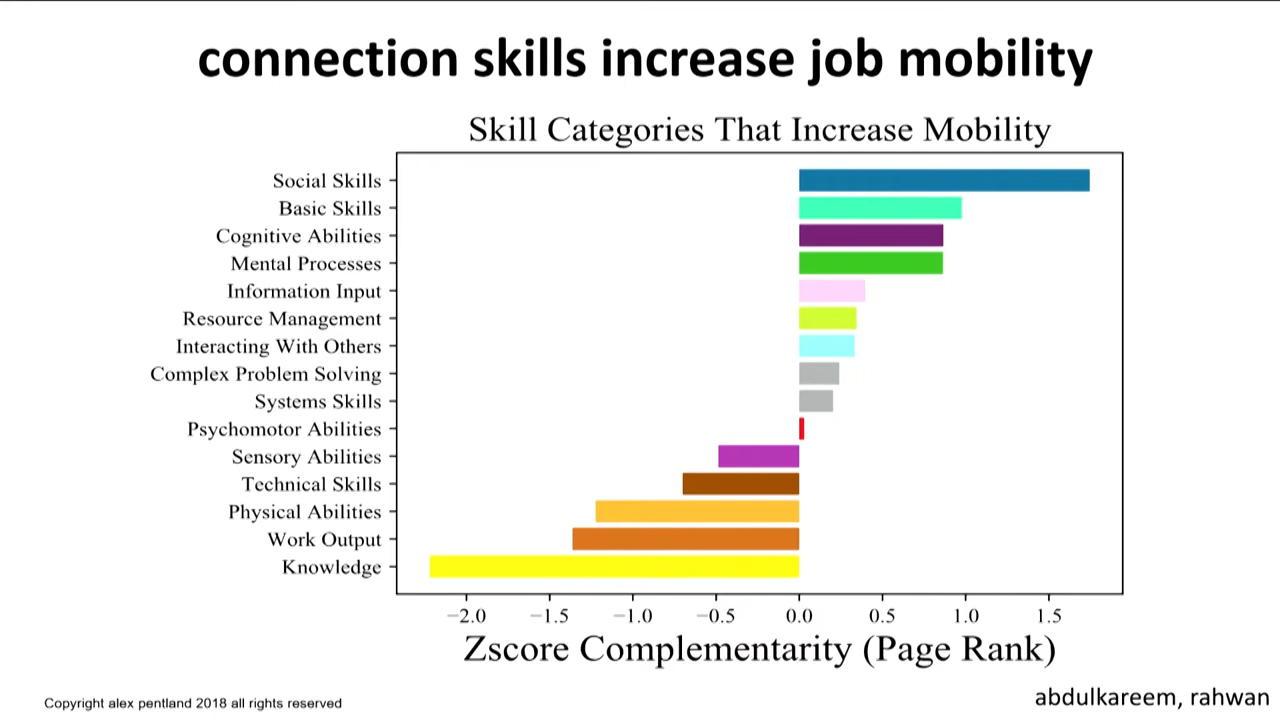 connection skills increase job mobility
Skill Categories That Increase Mobility
Social Skills
Basic Skills
Cognitive Abilities
Mental Processes
Information Input
Resource Management
Interacting With Others
Complex Problem Solving
Systems Skills
Psychomotor Abilities
Sensory Abilities
Technical Skills
Physical Abilities
Work Output
Knowledge
−2.0 −1.5 −1.0 −0.5 0.0 0.5 1.0 1.5
Zscore Complementarity (Page Rank)
Copyright alex pentland 2018 all rights reserved
abdulkareem, rahwan